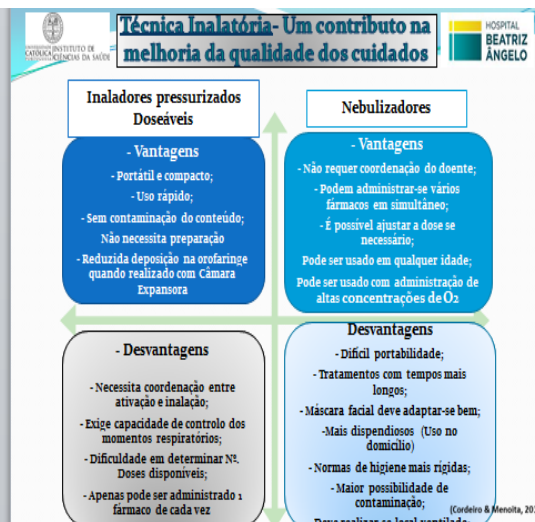 CATÓLICA
INSTITUTO DE
CIÊNCIAS DA SAÚDE
Técnica Inalatória- Um contributo na
melhoria da qualidade dos cuidados
HOSPITAL
BEATRIZ
ÂNGELO
Inaladores pressurizados
Doseáveis
- Vantagens
- Portátil e compacto;
- Uso rápido;
- Sem contaminação do conteúdo;
Não necessita preparação
- Reduzida deposição na orofaringe
quando realizado com Câmara
Expansora
Nebulizadores
- Vantagens
- Não requer coordenação do doente;
- Podem administrar-se vários
fármacos em simultâneo;
- É possível ajustar a dose se
necessário;
Pode ser usado em qualquer idade;
Pode ser usado com administração de
altas concentrações de O2
- Desvantagens
- Necessita coordenação entre
ativação e inalação;
- Exige capacidade de controlo dos
momentos respiratórios;
- Dificuldade em determinar Nº.
Doses disponíveis;
- Apenas pode ser administrado 1
fármaco de cada vez
Desvantagens
- Difícil portabilidade;
- Tratamentos com tempos mais
longos;
- Máscara facial deve adaptar-se bem;
-Mais dispendiosos (Uso no
domicílio)
- Normas de higiene mais rígidas;
- Maior possibilidade de
contaminação;
(Cordeiro & Menoita, 20